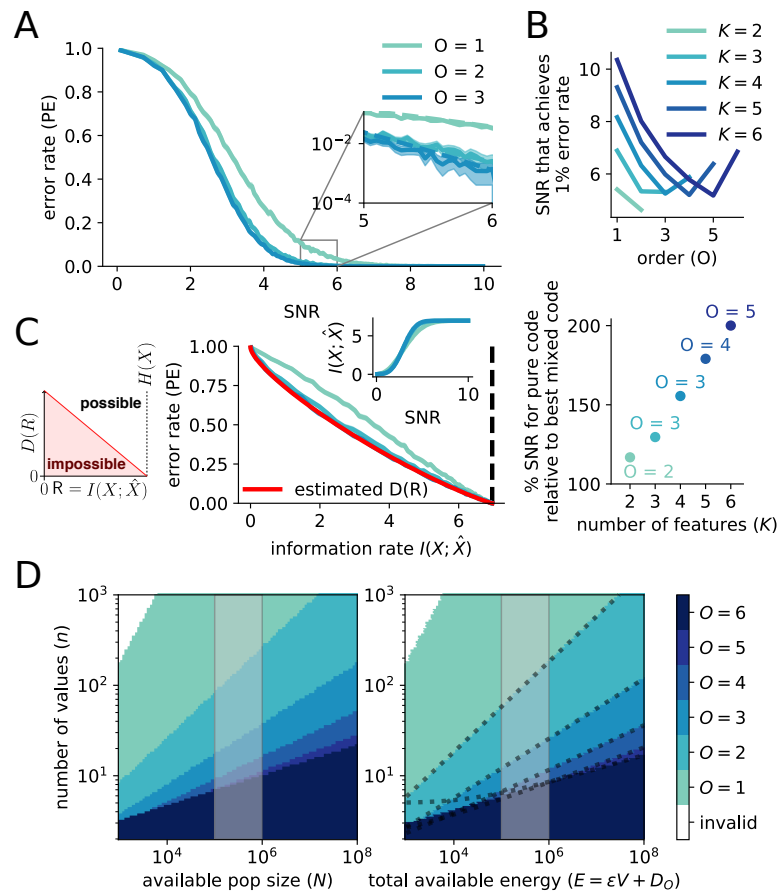 A
1.0
0.8
0.6
0.4
0.2
0.0
error rate (PE)
O = 1
O = 2
O = 3
10⁻²
10⁻⁴
5
6
0
2
4
6
8
10
SNR
B
K = 2
K = 3
K = 4
K = 5
K = 6
10
8
6
SNR that achieves
1% error rate
1
3
5
order (O)
200
150
100
% SNR for pure code
relative to best mixed code
O = 2
O = 3
O = 3
O = 4
O = 5
2
3
4
5
6
number of features (K)
C
D(R)
H(X)
possible
impossible
0
0 R = I(X; X̂)
1.00
0.75
0.50
0.25
0.00
error rate (PE)
I(X; X̂)
5
0
0
10
SNR
estimated D(R)
0
2
4
6
information rate I(X; X̂)
D
10³
10²
10¹
number of values (n)
10⁴
10⁶
10⁸
available pop size (N)
10³
10²
10¹
10⁴
10⁶
10⁸
total available energy (E = εV + D_O)
O = 6
O = 5
O = 4
O = 3
O = 2
O = 1
invalid